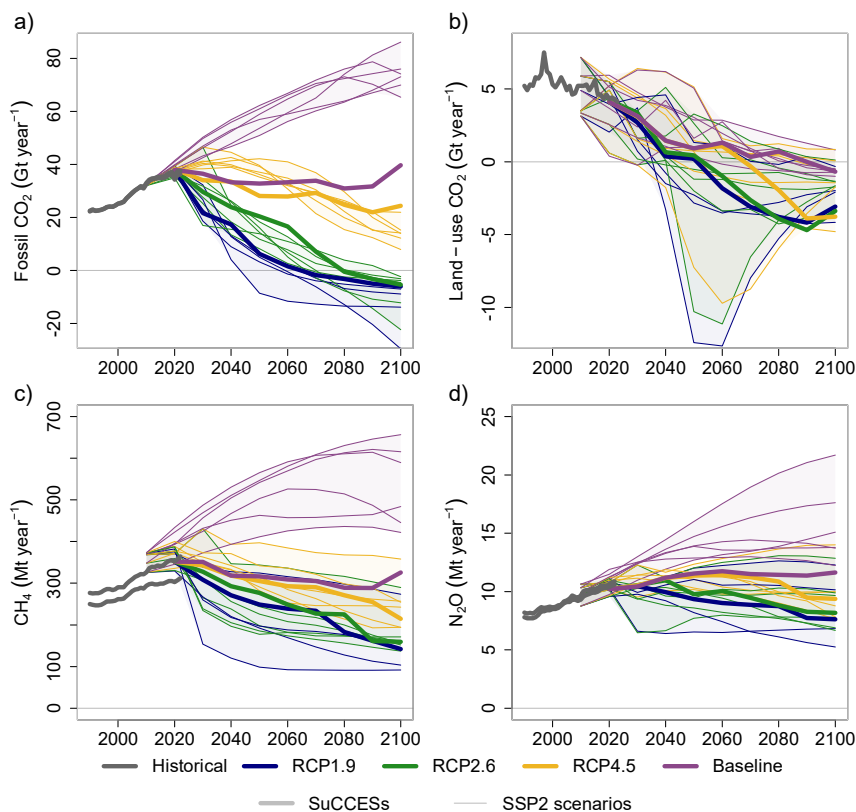 a)
b)
Fossil CO₂ (Gt year⁻¹)
80
60
40
20
0
-20
2000 2020 2040 2060 2080 2100
Land − use CO₂ (Gt year⁻¹)
5
0
-5
-10
2000 2020 2040 2060 2080 2100
c)
d)
CH₄ (Mt year⁻¹)
700
500
300
100
0
2000 2020 2040 2060 2080 2100
N₂O (Mt year⁻¹)
25
20
15
10
5
0
2000 2020 2040 2060 2080 2100
Historical RCP1.9 RCP2.6 RCP4.5 Baseline
SuCCESs SSP2 scenarios